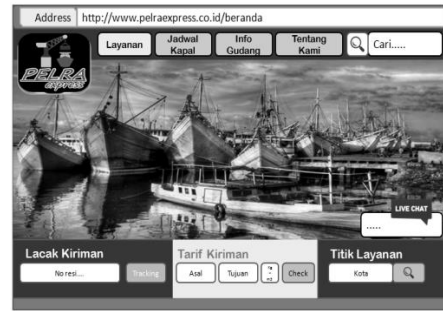 Address http://www.pelraexpress.co.id/beranda
PELRA
express
Layanan
Jadwal
Kapal
Info
Gudang
Tentang
Kami
Cari.....
LIVE CHAT
.....
Lacak Kiriman
No resi....
Tracking
Tarif Kiriman
Asal
Tujuan
Check
Titik Layanan
Kota